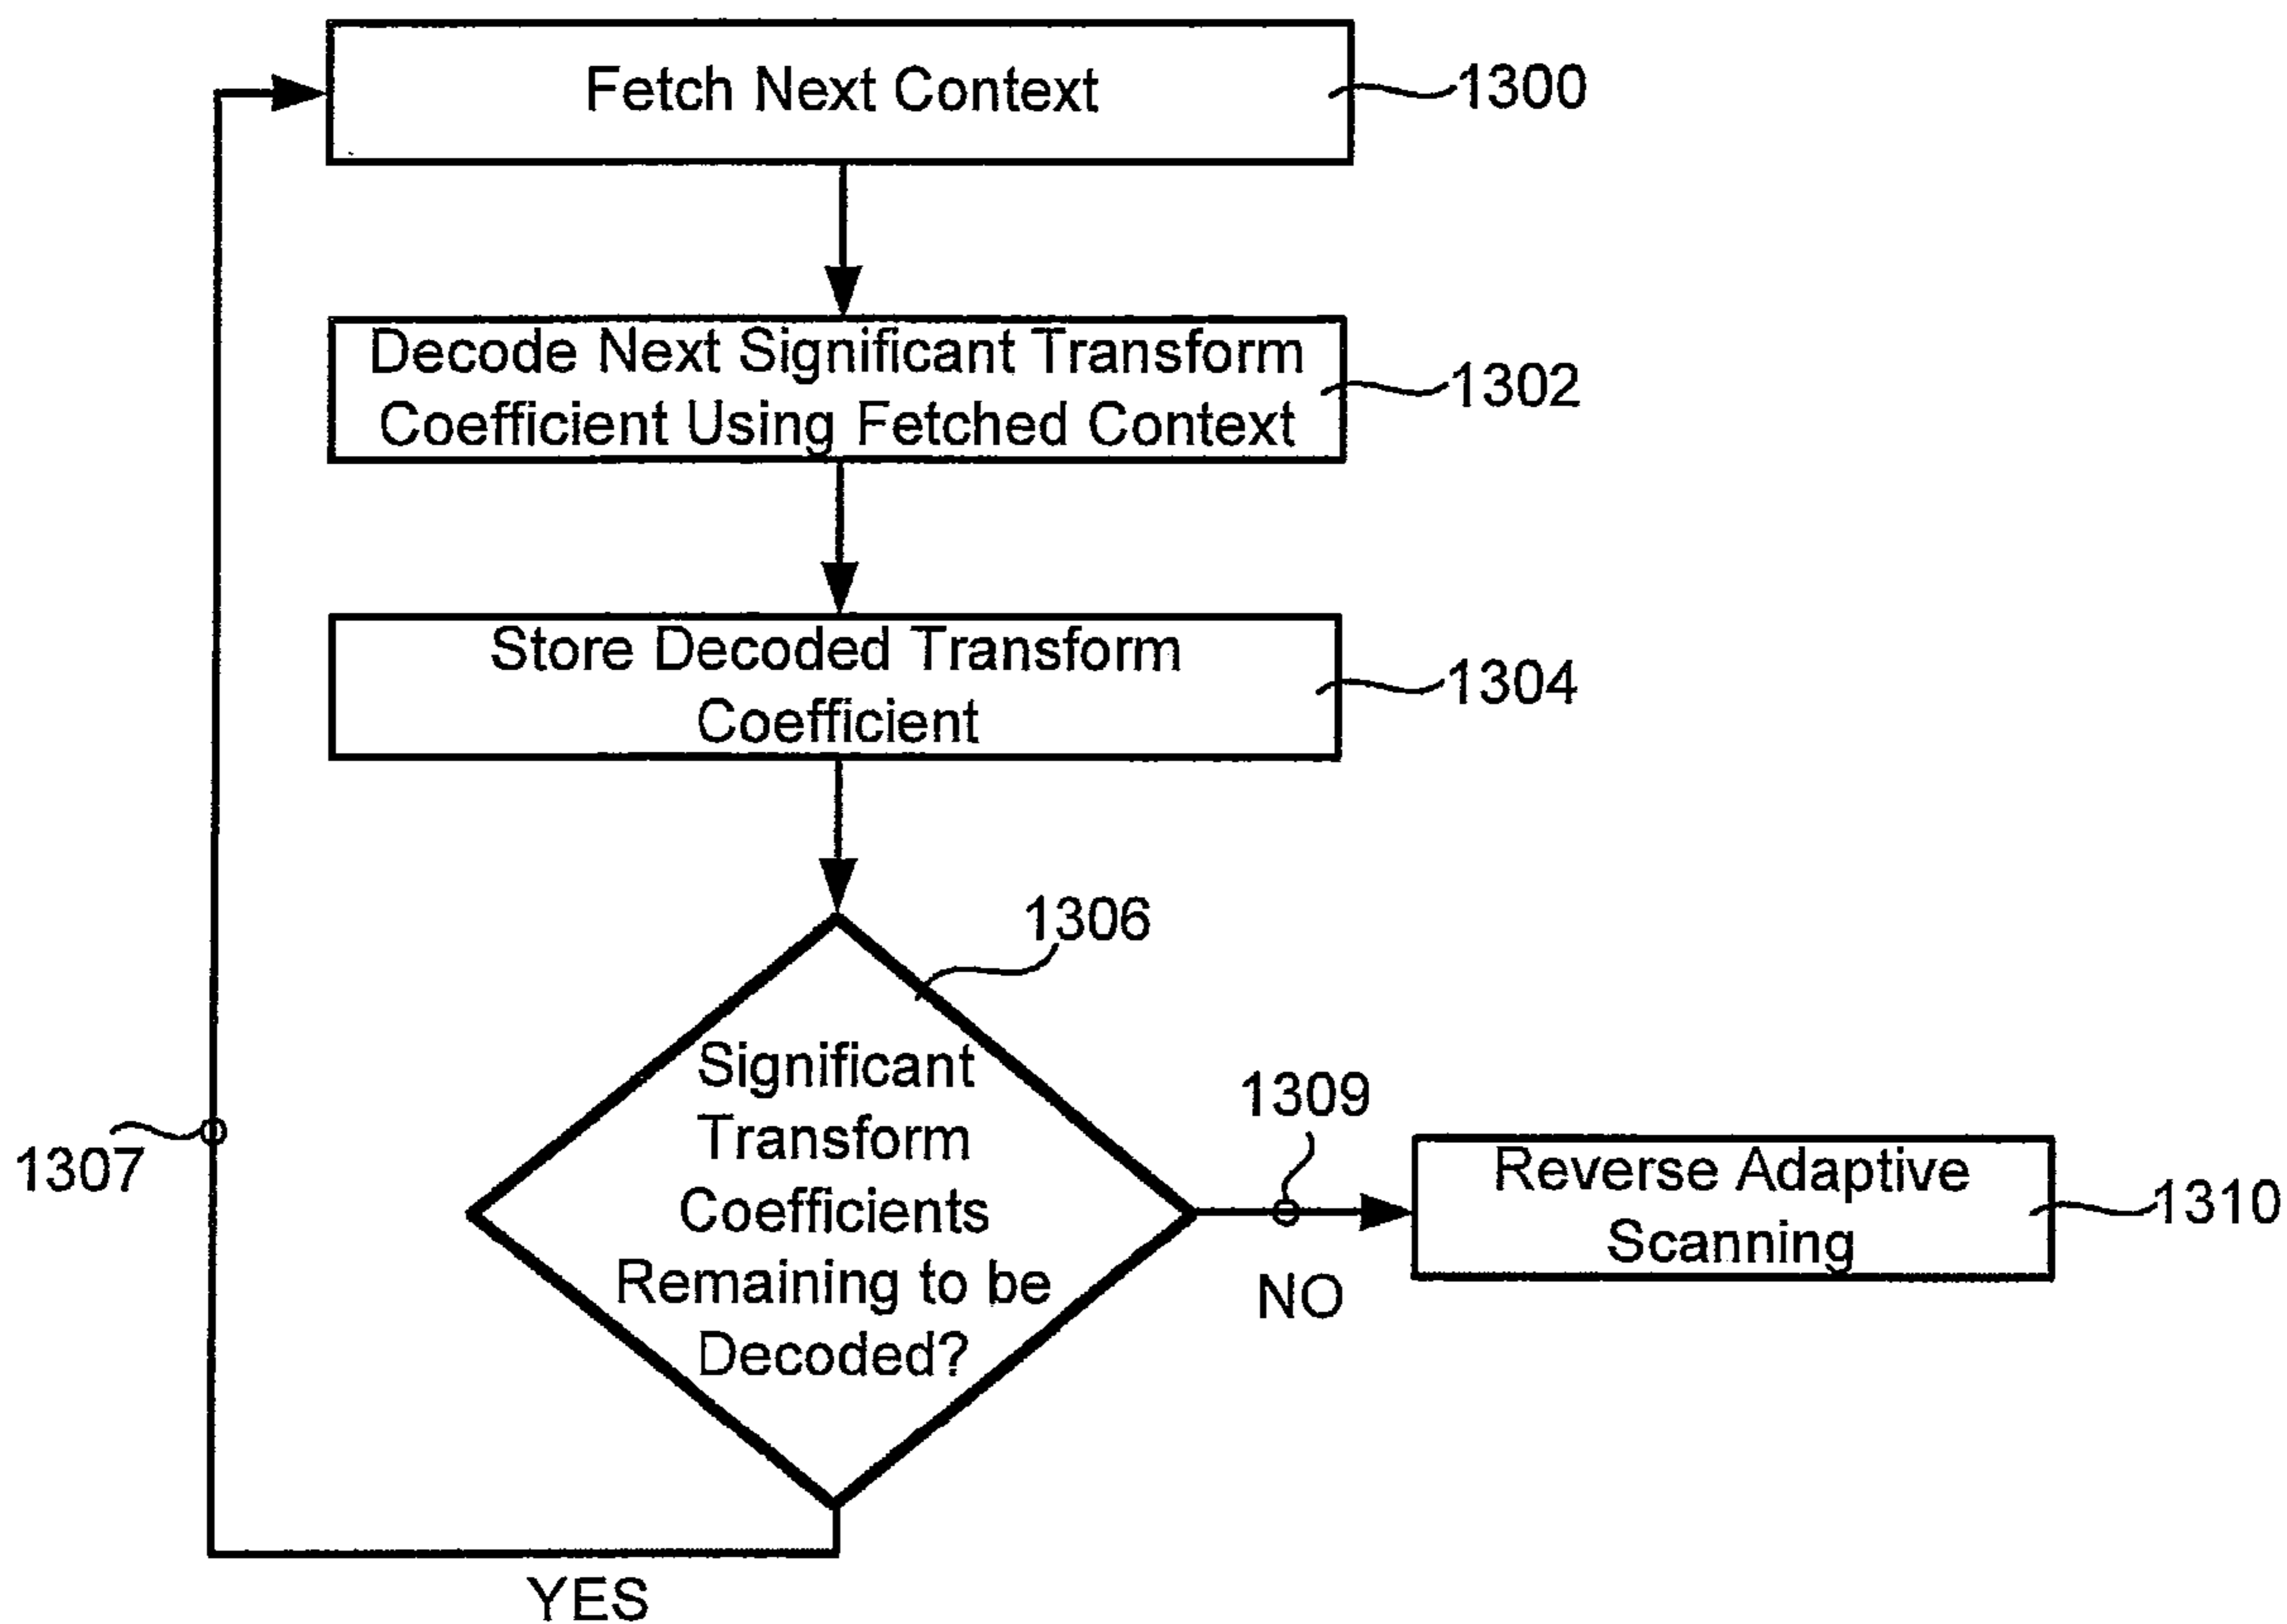 Fetch Next Context
1300
Decode Next Significant Transform
Coefficient Using Fetched Context
1302
Store Decoded Transform
Coefficient
1304
1306
Significant
Transform
Coefficients
Remaining to be
Decoded?
1307
1309
NO
Reverse Adaptive
Scanning
1310
YES